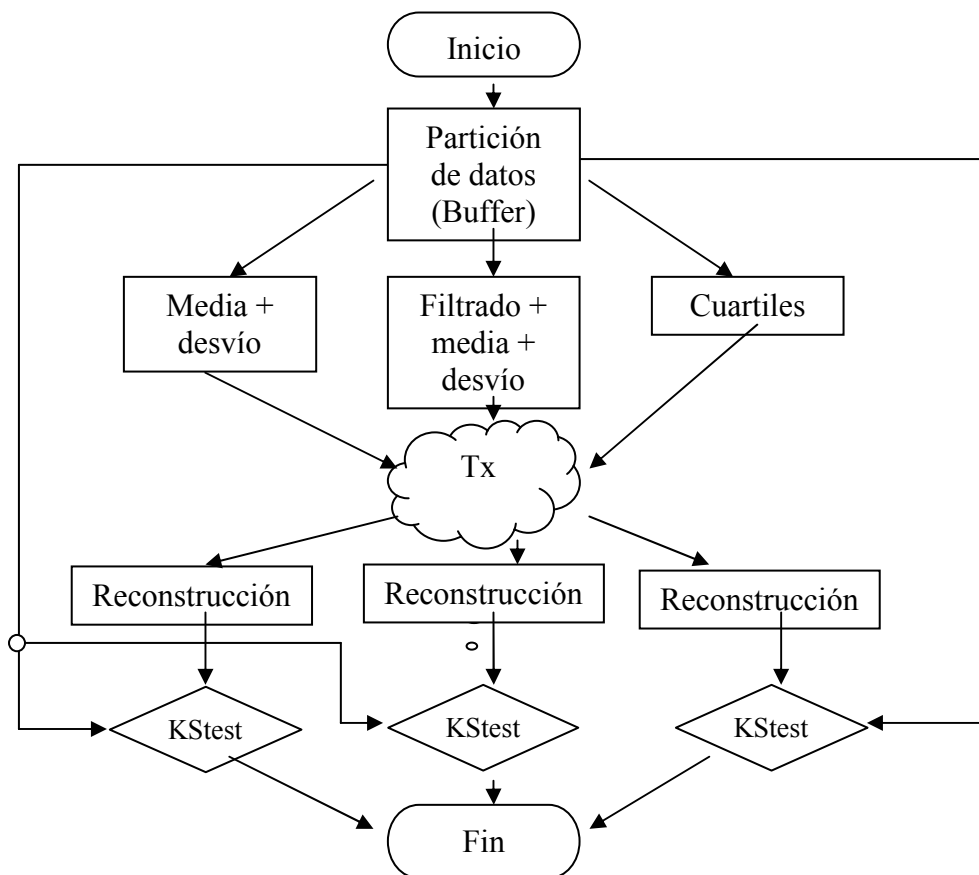 Inicio
Partición
de datos
(Buffer)
Media +
desvío
Filtrado +
media +
desvío
Cuartiles
Tx
Reconstrucción
Reconstrucción
Reconstrucción
KStest
KStest
KStest
Fin